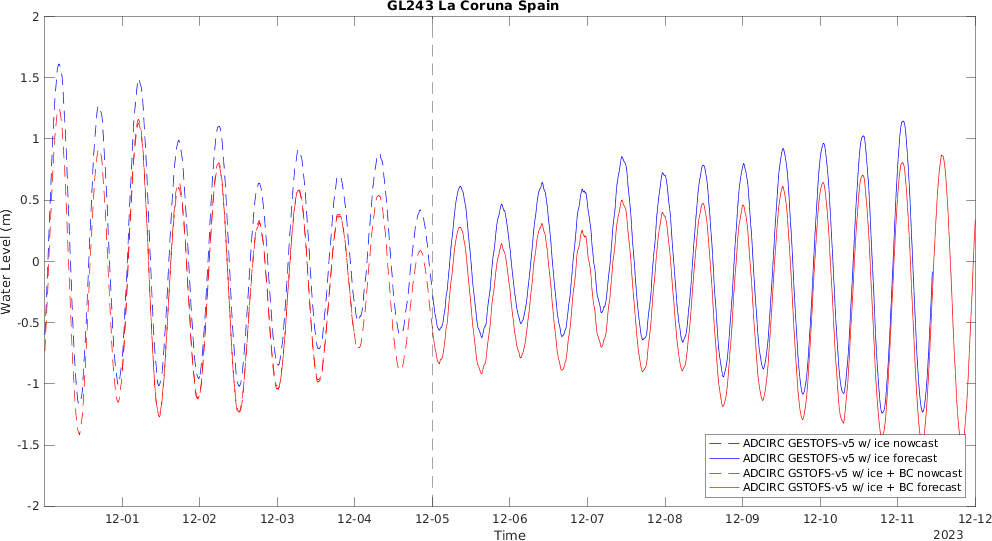 GL243 La Coruna Spain
Water Level (m)
2
1.5
1
0.5
0
-0.5
-1
-1.5
-2
12-01 12-02 12-03 12-04 12-05 12-06 12-07 12-08 12-09 12-10 12-11 12-12
Time
2023
ADCIRC GESTOFS-v5 w/ ice nowcast
ADCIRC GESTOFS-v5 w/ ice forecast
ADCIRC GSTOFS-v5 w/ ice + BC nowcast
ADCIRC GSTOFS-v5 w/ ice + BC forecast